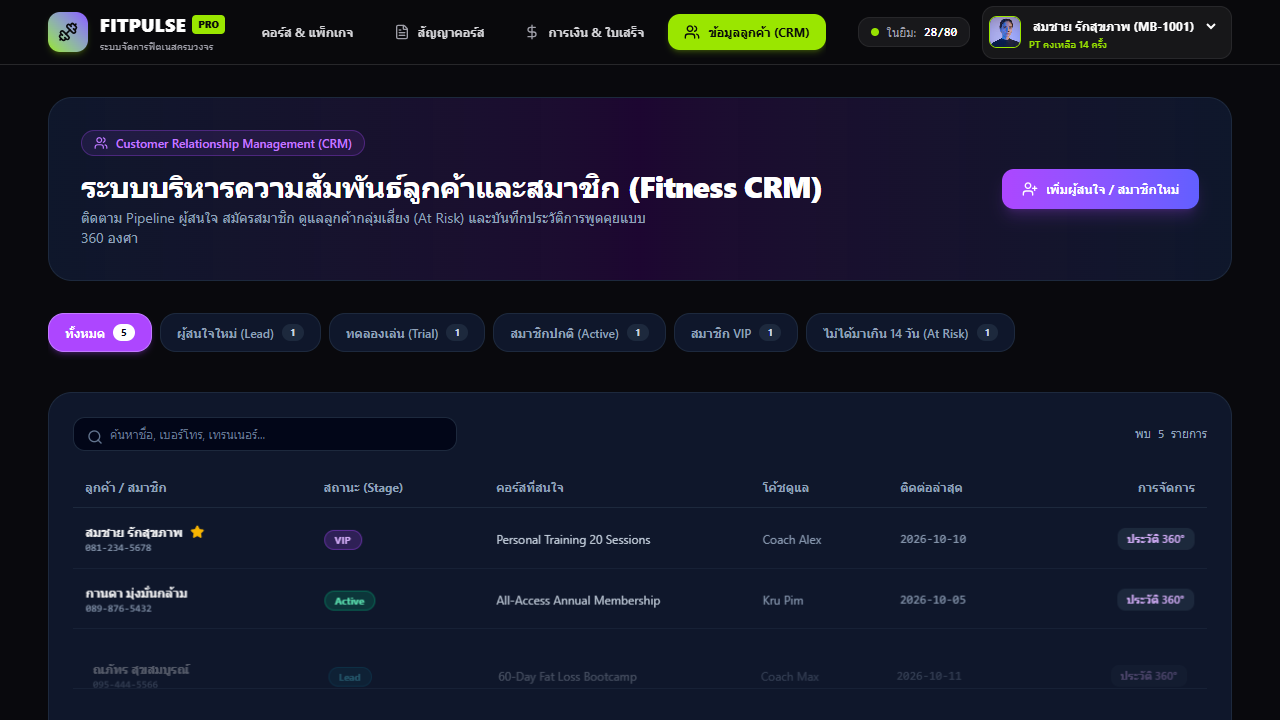 FITPULSE PRO
ระบบจัดการฟิตเนสครบวงจร
คอร์ส & แพ็กเกจ
สัญญาคอร์ส
การเงิน & ใบเสร็จ
ข้อมูลลูกค้า (CRM)
ในยิม: 28/80
สมชาย รักสุขภาพ (MB-1001)
PT คงเหลือ 14 ครั้ง
Customer Relationship Management (CRM)
ระบบบริหารความสัมพันธ์ลูกค้าและสมาชิก (Fitness CRM)
ติดตาม Pipeline ผู้สนใจ สมัครสมาชิก ดูแลลูกค้ากลุ่มเสี่ยง (At Risk) และบันทึกประวัติการพูดคุยแบบ
360 องศา
เพิ่มผู้สนใจ / สมาชิกใหม่
ทั้งหมด 5
ผู้สนใจใหม่ (Lead) 1
ทดลองเล่น (Trial) 1
สมาชิกปกติ (Active) 1
สมาชิก VIP 1
ไม่ได้มาเกิน 14 วัน (At Risk) 1
ค้นหาชื่อ, เบอร์โทร, เทรนเนอร์...
พบ 5 รายการ
ลูกค้า / สมาชิก สถานะ (Stage) คอร์สที่สนใจ โค้ชดูแล ติดต่อล่าสุด การจัดการ
สมชาย รักสุขภาพ VIP Personal Training 20 Sessions Coach Alex 2026-10-10 ประวัติ 360°
081-234-5678
กานดา มุ่งมั่นกล้าม Active All-Access Annual Membership Kru Pim 2026-10-05 ประวัติ 360°
089-876-5432
ณภัทร สุขสมบูรณ์ Lead 60-Day Fat Loss Bootcamp Coach Max 2026-10-11 ประวัติ 360°
095-444-5566